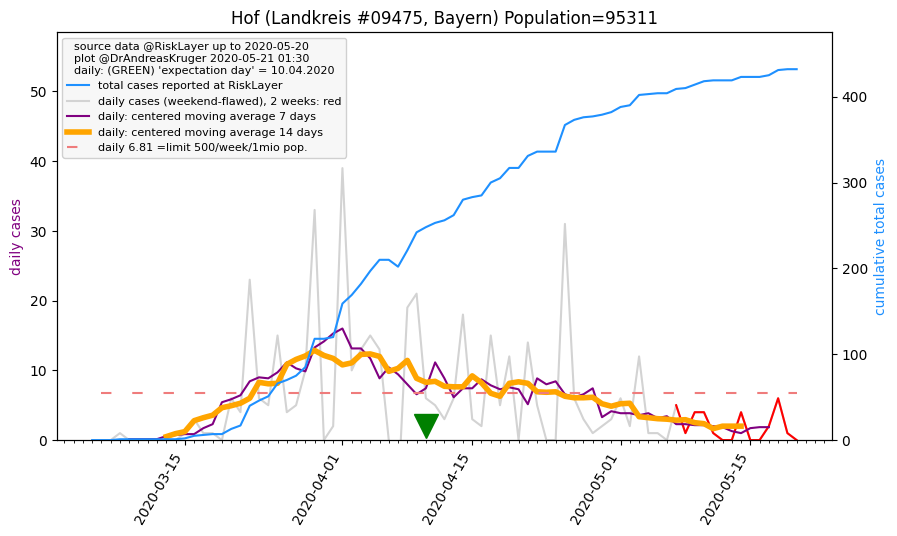 Hof (Landkreis #09475, Bayern) Population=95311
source data @RiskLayer up to 2020-05-20
plot @DrAndreasKruger 2020-05-21 01:30
daily: (GREEN) 'expectation day' = 10.04.2020
total cases reported at RiskLayer
daily cases (weekend-flawed), 2 weeks: red
daily: centered moving average 7 days
daily: centered moving average 14 days
daily 6.81 =limit 500/week/1mio pop.
daily cases
50
40
30
20
10
0
400
300
200
100
0
cumulative total cases
2020-03-15
2020-04-01
2020-04-15
2020-05-01
2020-05-15